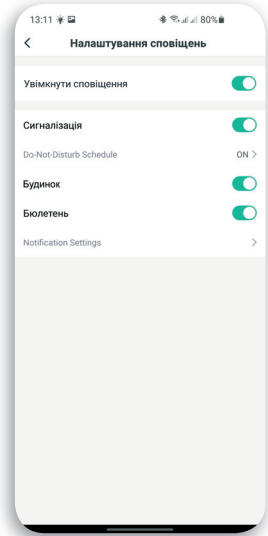 13:11 80%
Налаштування сповіщень
Увімкнути сповіщення
Сигналізація
Do-Not-Disturb Schedule ON >
Будинок
Бюлетень
Notification Settings >